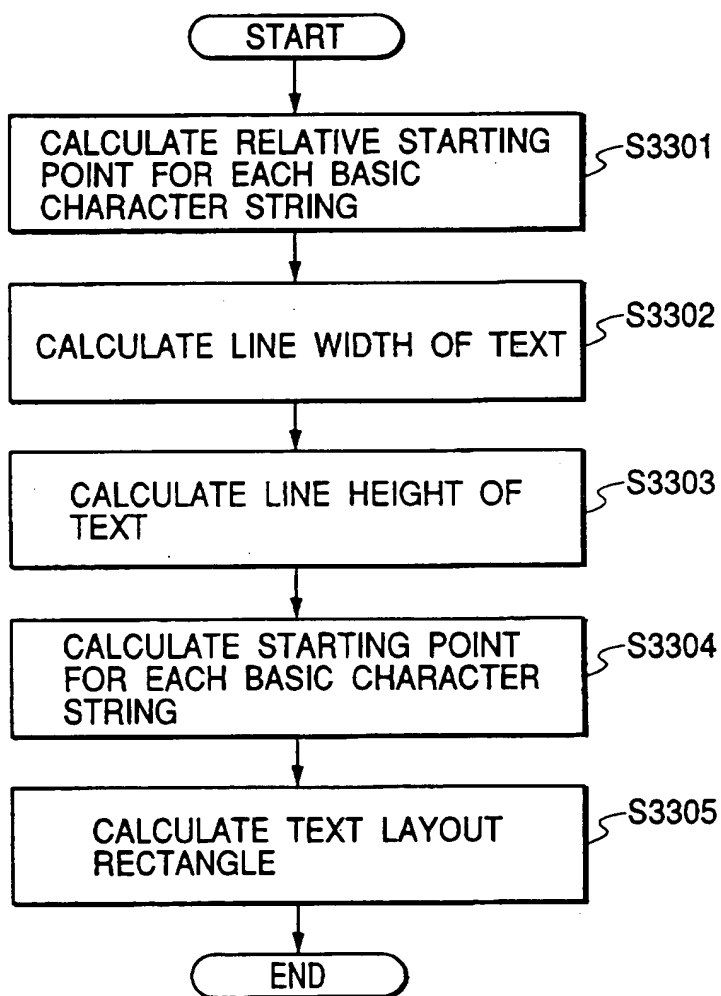 START
CALCULATE RELATIVE STARTING
POINT FOR EACH BASIC
CHARACTER STRING
S3301
CALCULATE LINE WIDTH OF TEXT
S3302
CALCULATE LINE HEIGHT OF
TEXT
S3303
CALCULATE STARTING POINT
FOR EACH BASIC CHARACTER
STRING
S3304
CALCULATE TEXT LAYOUT
RECTANGLE
S3305
END